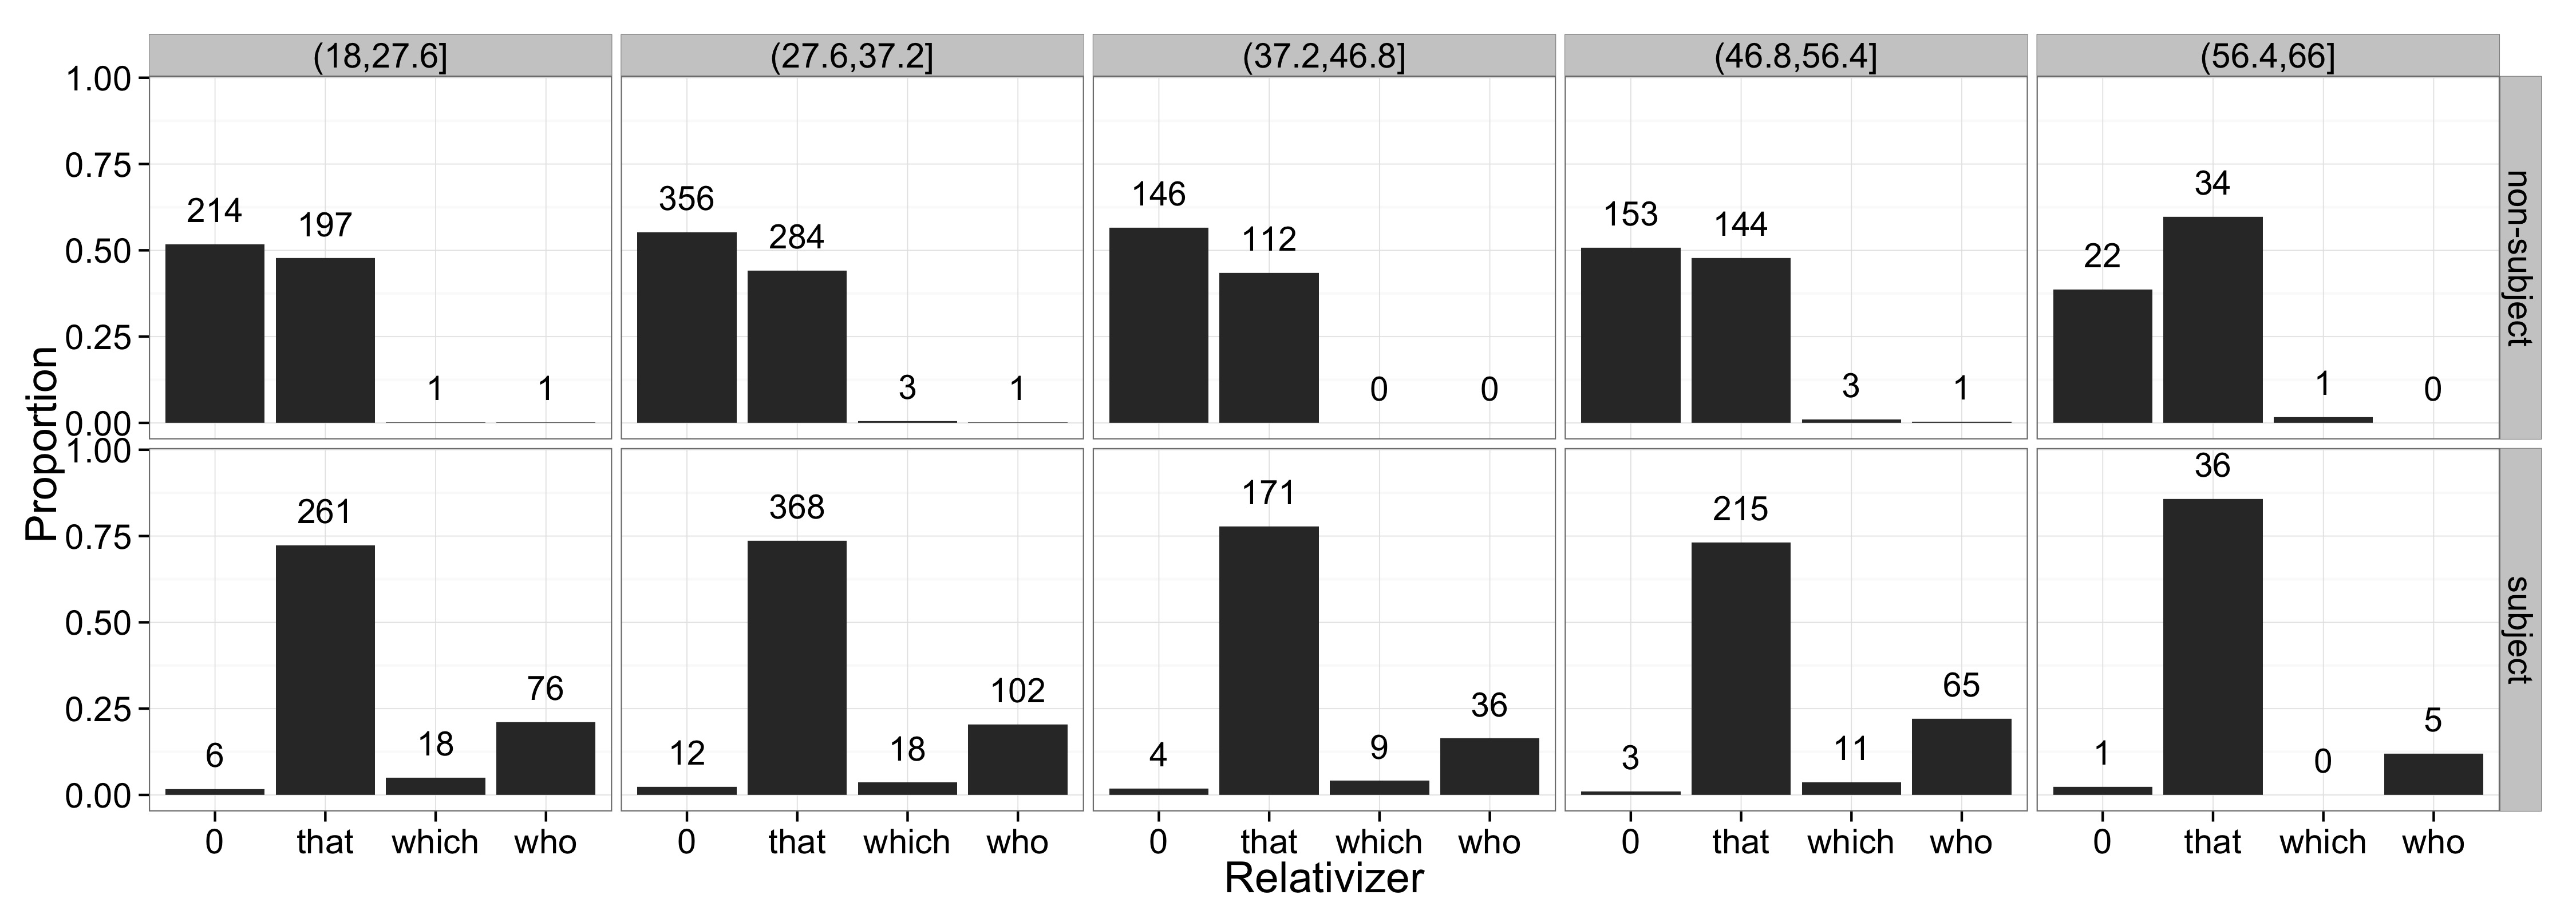 (18,27.6] (27.6,37.2] (37.2,46.8] (46.8,56.4] (56.4,66]
1.00
0.75
0.50
0.25
0.00
214 197 1 1
356 284 3 1
146 112 0 0
153 144 3 1
22 34 1 0
non-subject
Proportion
1.00
0.75
0.50
0.25
0.00
6 261 18 76
12 368 18 102
4 171 9 36
3 215 11 65
1 36 0 5
subject
0 that which who 0 that which who 0 that which who 0 that which who 0 that which who
Relativizer